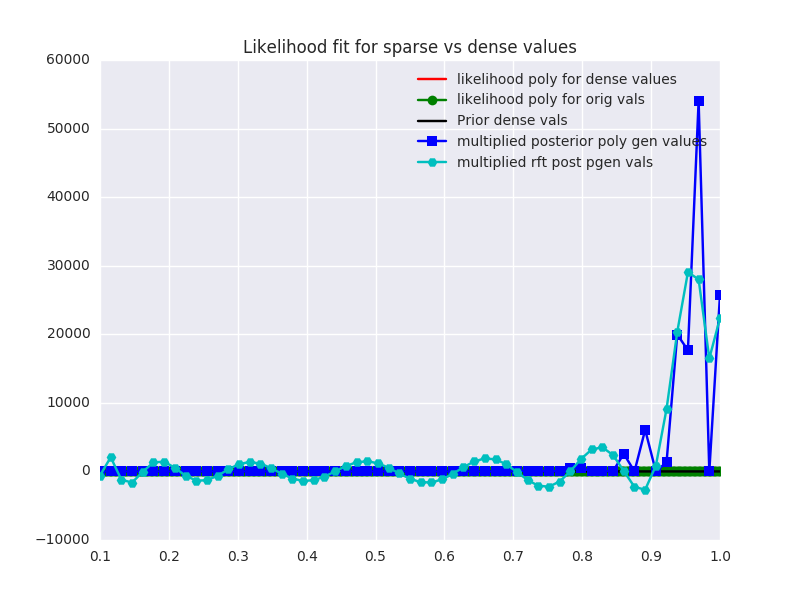 Likelihood fit for sparse vs dense values
60000
50000
40000
30000
20000
10000
0
−10000
likelihood poly for dense values
likelihood poly for orig vals
Prior dense vals
multiplied posterior poly gen values
multiplied rft post pgen vals
0.1 0.2 0.3 0.4 0.5 0.6 0.7 0.8 0.9 1.0